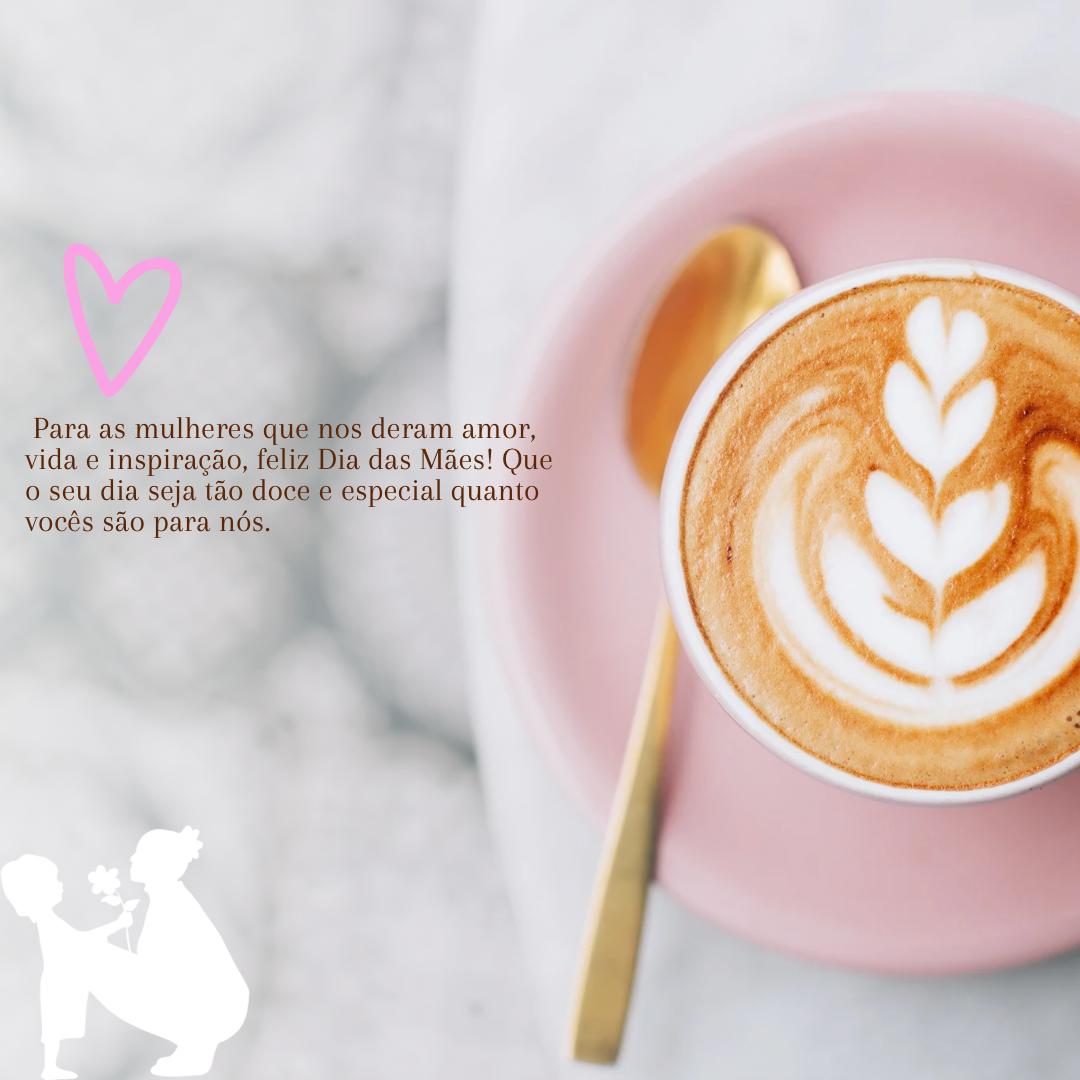 Para as mulheres que nos deram amor,
vida e inspiração, feliz Dia das Mães! Que
o seu dia seja tão doce e especial quanto
vocês são para nós.